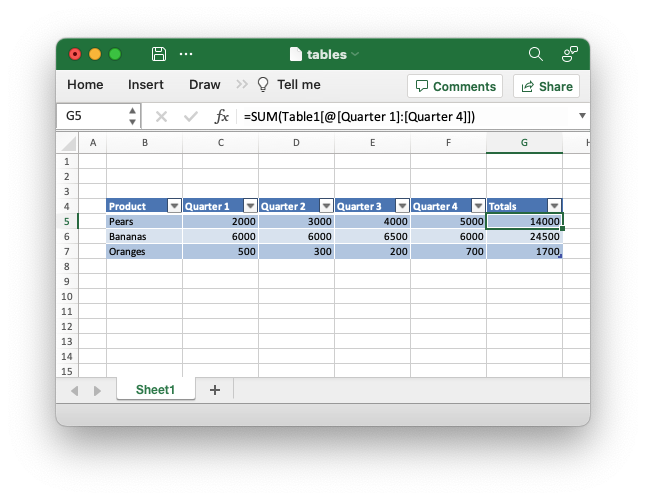 tables
Home Insert Draw Tell me Comments Share
G5 fx =SUM(Table1[@[Quarter 1]:[Quarter 4]])
A B C D E F G H
1
2
3
4 Product Quarter 1 Quarter 2 Quarter 3 Quarter 4 Totals
5 Pears 2000 3000 4000 5000 14000
6 Bananas 6000 6000 6500 6000 24500
7 Oranges 500 300 200 700 1700
8
9
10
11
12
13
14
15
Sheet1 +